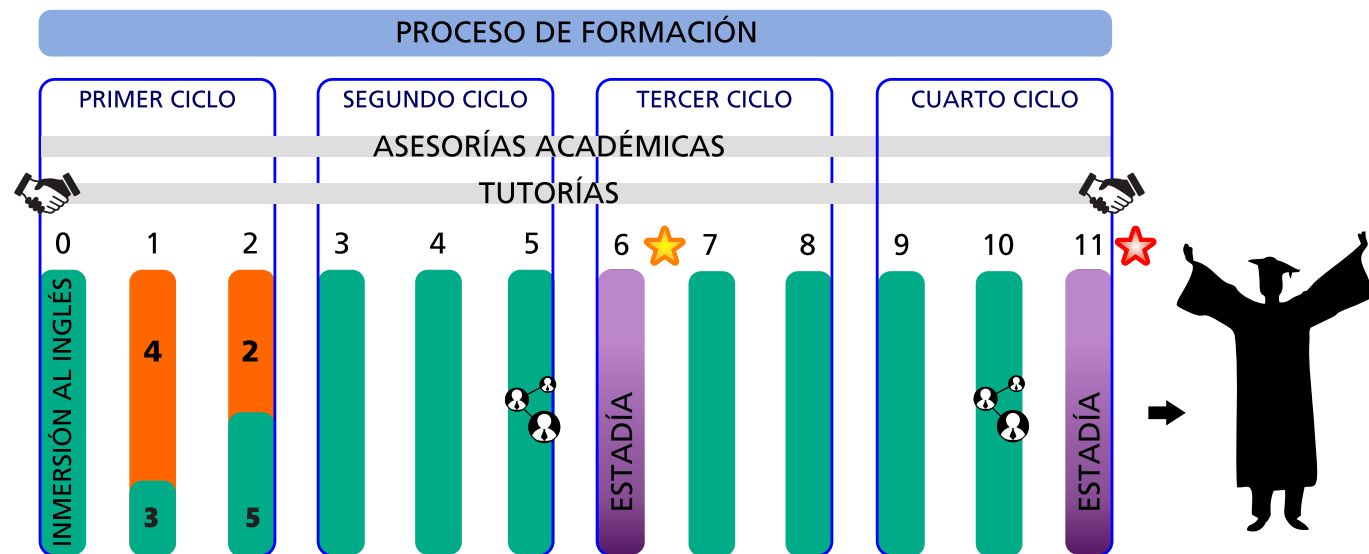 PROCESO DE FORMACIÓN
PRIMER CICLO
SEGUNDO CICLO
TERCER CICLO
CUARTO CICLO
ASESORÍAS ACADÉMICAS
TUTORÍAS
0 1 2 3 4 5 6 7 8 9 10 11
INMERSIÓN AL INGLÉS
4
3
2
5
ESTADÍA
ESTADÍA